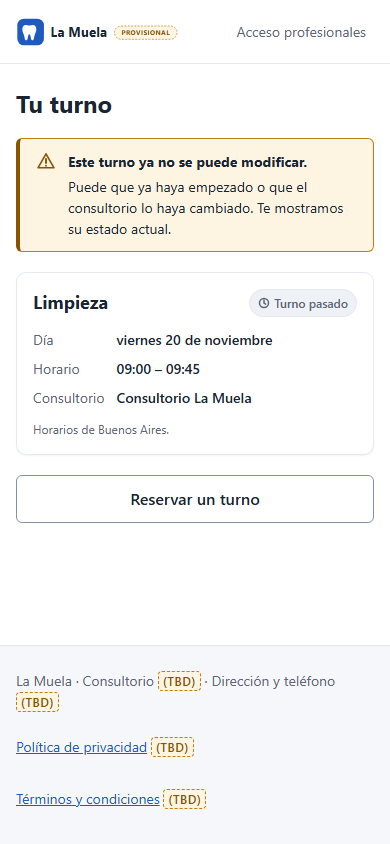 La Muela PROVISIONAL Acceso profesionales
Tu turno
Este turno ya no se puede modificar.
Puede que ya haya empezado o que el
consultorio lo haya cambiado. Te mostramos
su estado actual.
Limpieza Turno pasado
Día viernes 20 de noviembre
Horario 09:00 – 09:45
Consultorio Consultorio La Muela
Horarios de Buenos Aires.
Reservar un turno
La Muela · Consultorio (TBD) · Dirección y teléfono
(TBD)
Política de privacidad (TBD)
Términos y condiciones (TBD)